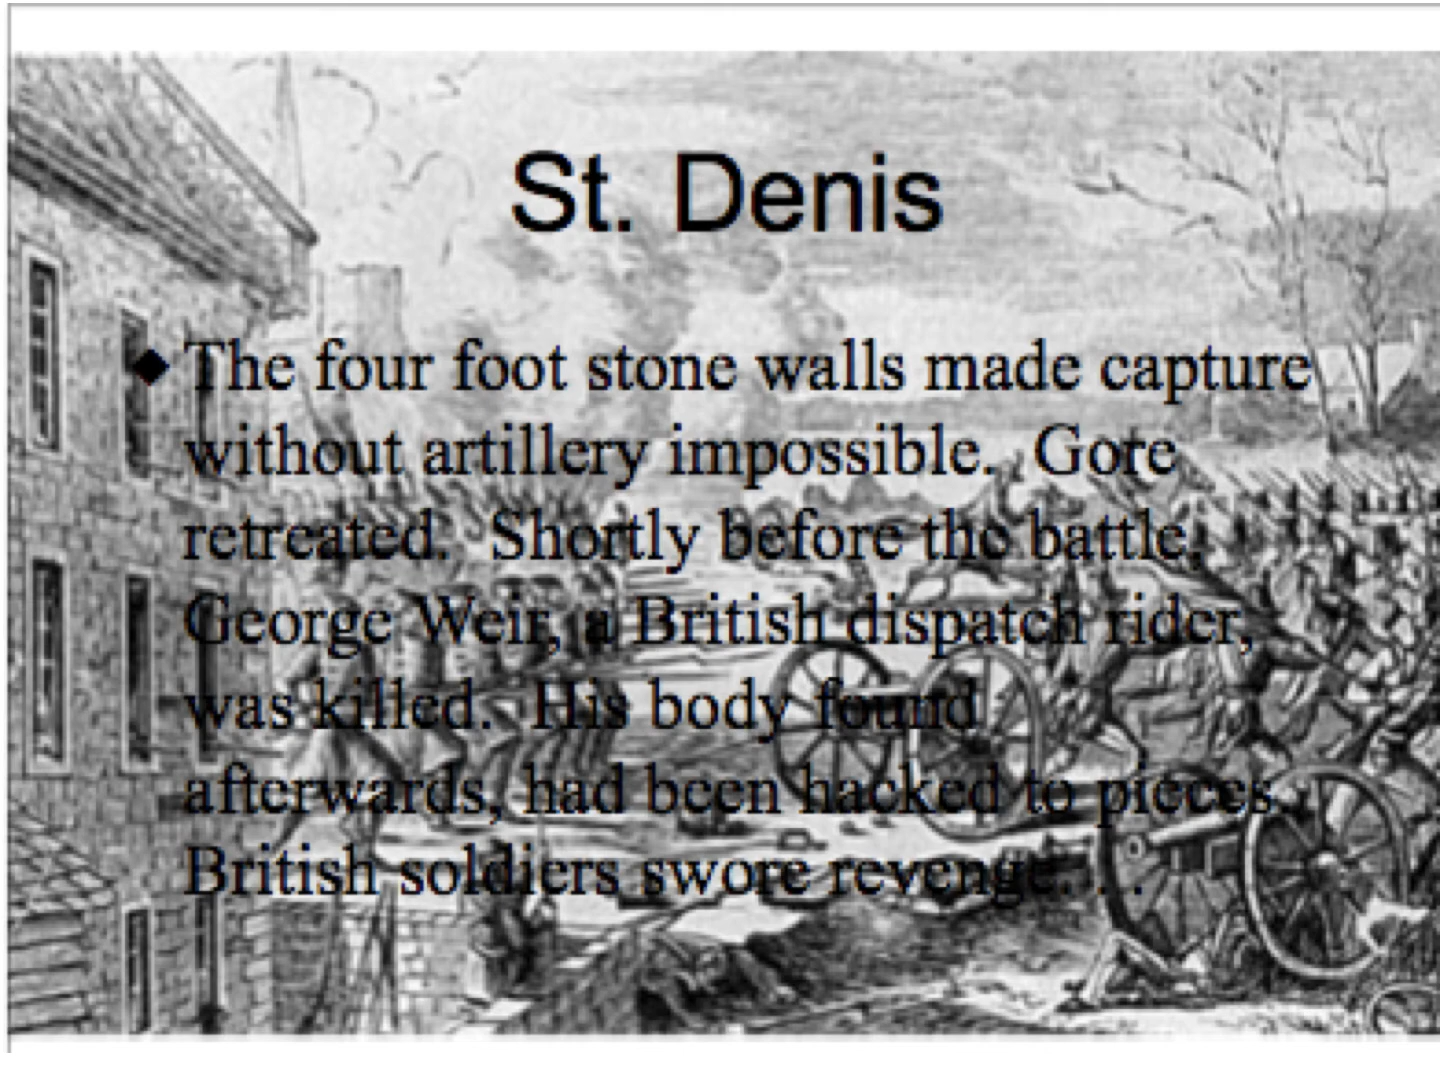 St. Denis
◆ The four foot stone walls made capture
without artillery impossible.  Gore
retreated.  Shortly before the battle,
George Weir, a British dispatch rider,
was killed.  His body found
afterwards, had been hacked to pieces.
British soldiers swore revenge. . .